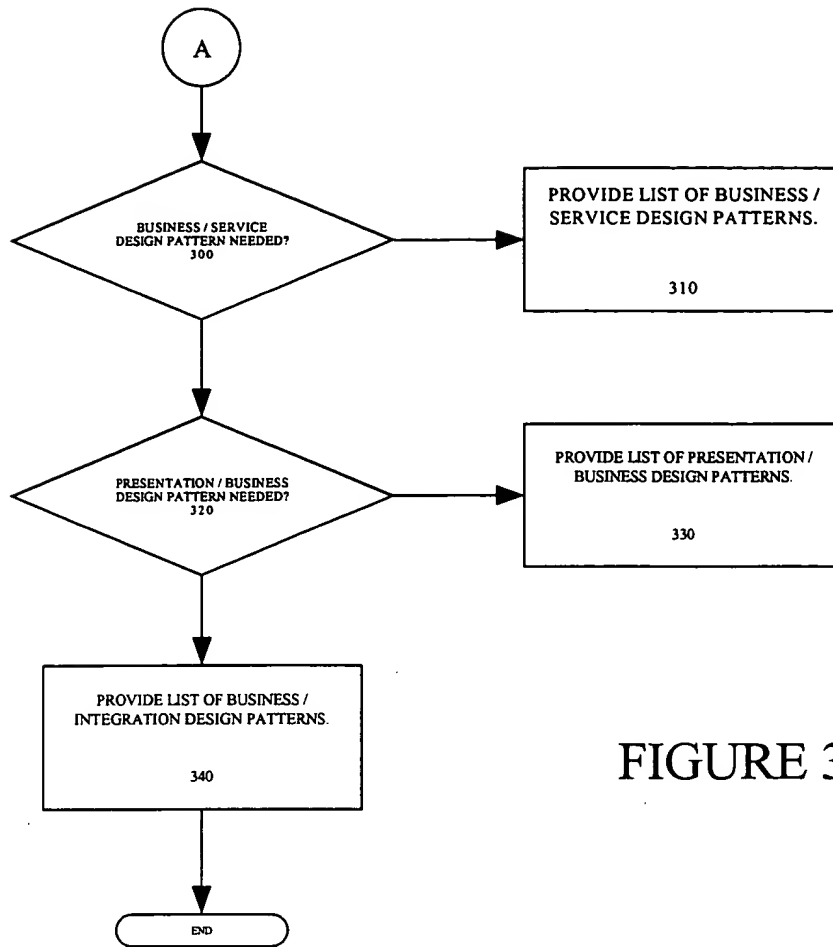 A
BUSINESS / SERVICE
DESIGN PATTERN NEEDED?
300
PROVIDE LIST OF BUSINESS /
SERVICE DESIGN PATTERNS.
310
PRESENTATION / BUSINESS
DESIGN PATTERN NEEDED?
320
PROVIDE LIST OF PRESENTATION /
BUSINESS DESIGN PATTERNS.
330
PROVIDE LIST OF BUSINESS /
INTEGRATION DESIGN PATTERNS.
340
FIGURE 3
END